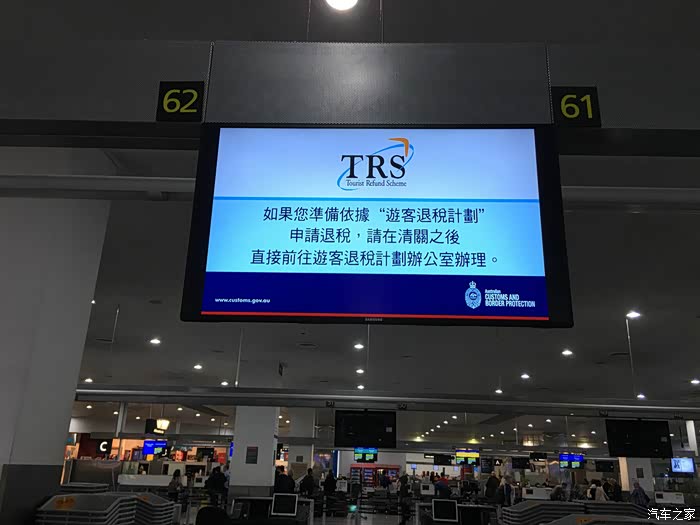 62
61
TRS
Tourist Refund Scheme
如果您準備依據“遊客退稅計劃”
申請退稅，請在清關之後
直接前往遊客退稅計劃辦公室辦理。
www.customs.gov.au
Australian
CUSTOMS AND
BORDER PROTECTION
SAMSUNG
C
汽车之家